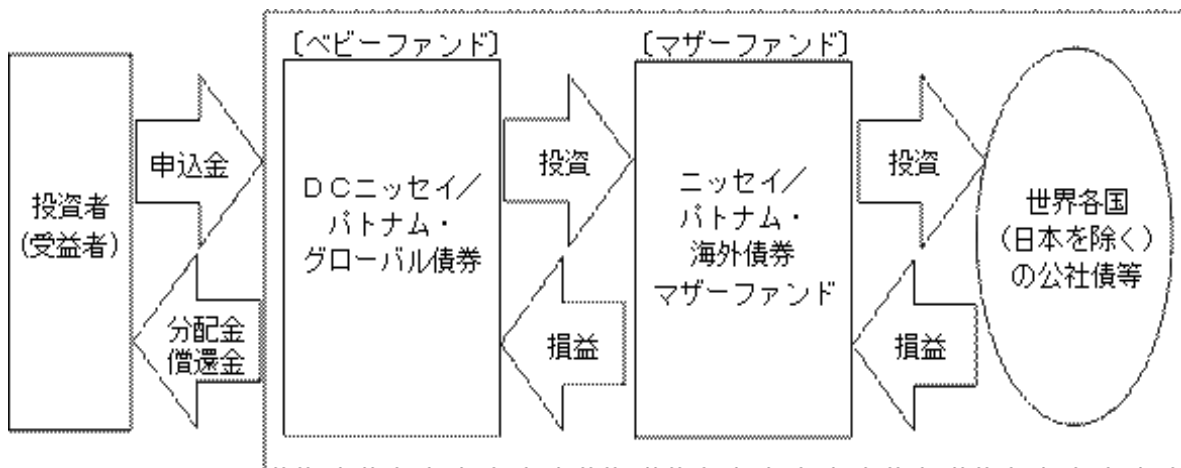 〔ベビーファンド〕
〔マザーファンド〕
投資者
(受益者)
申込金
分配金
償還金
DCニッセイ/
パトナム・
グローバル債券
投資
損益
ニッセイ/
パトナム・
海外債券
マザーファンド
投資
損益
世界各国
(日本を除く)
の公社債等